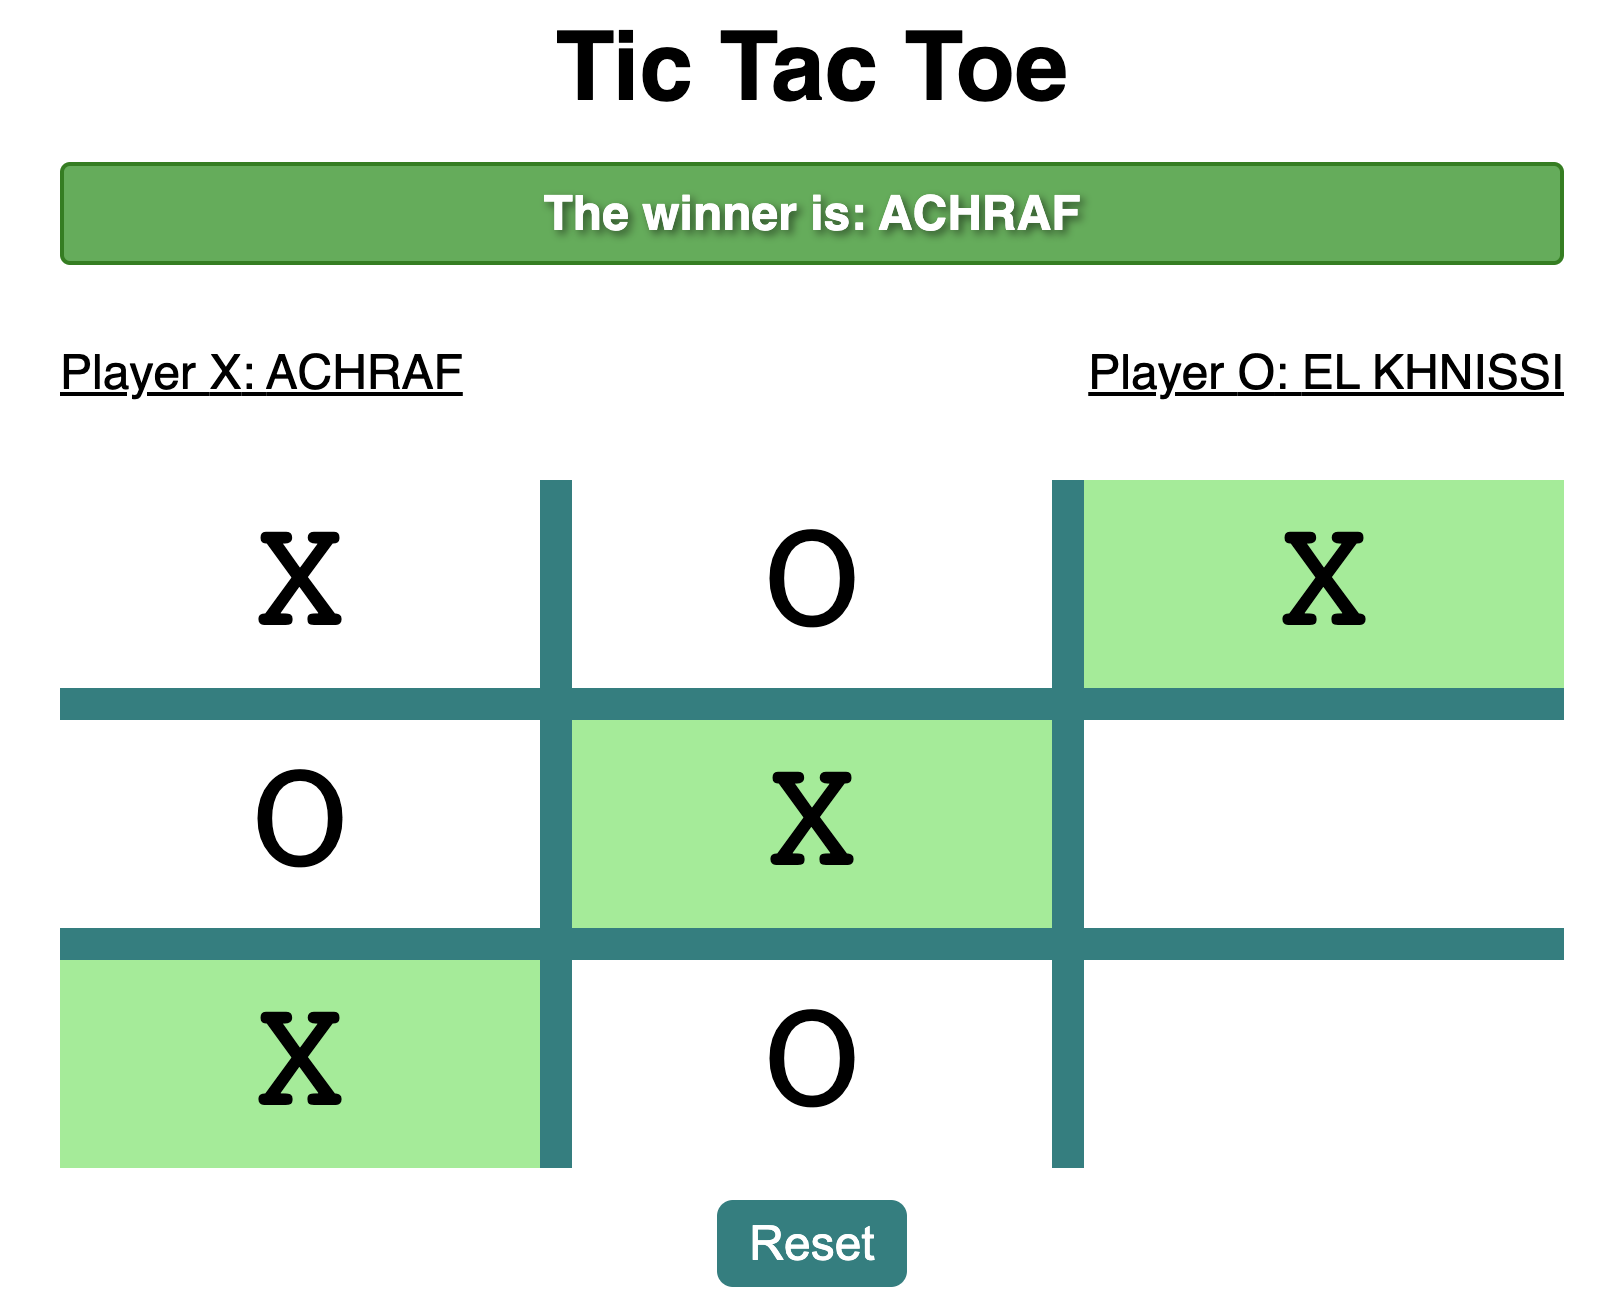 Tic Tac Toe
The winner is: ACHRAF
Player X: ACHRAF
Player O: EL KHNISSI
X O X
O X
X O
Reset